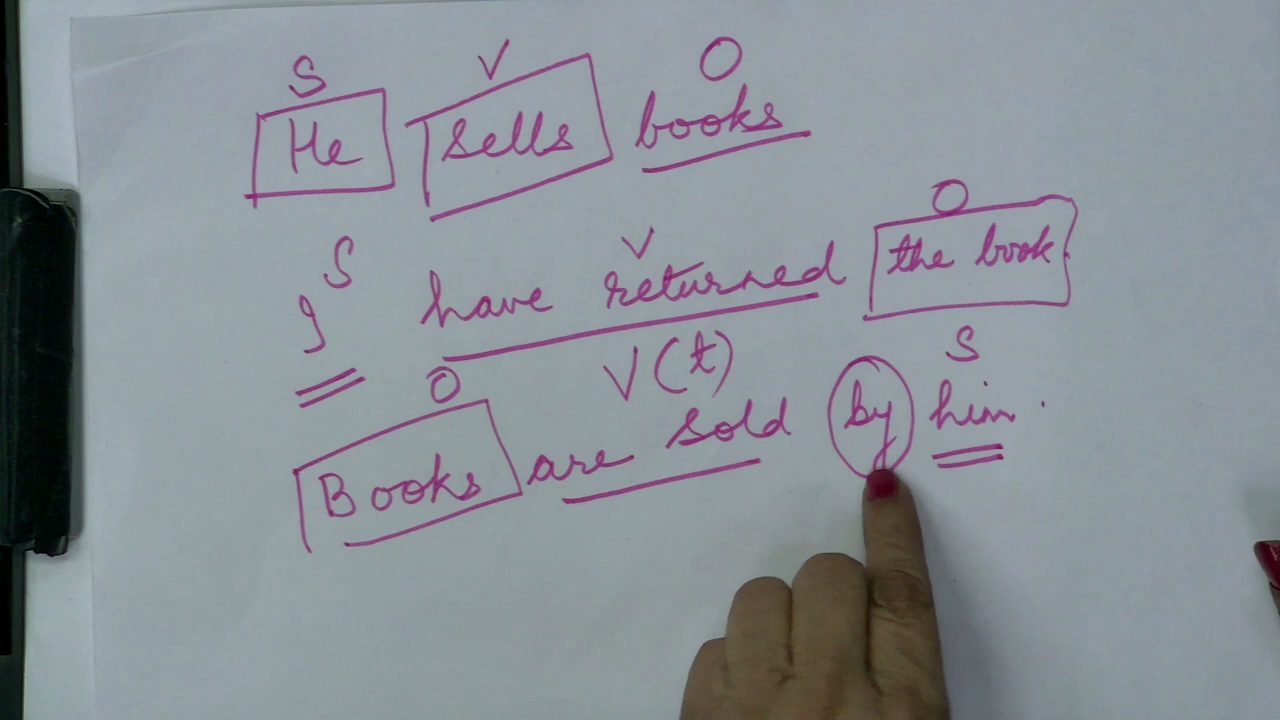 S V O
He sells books
S V O
I have returned the book
O V(t) S
Books are sold by him.